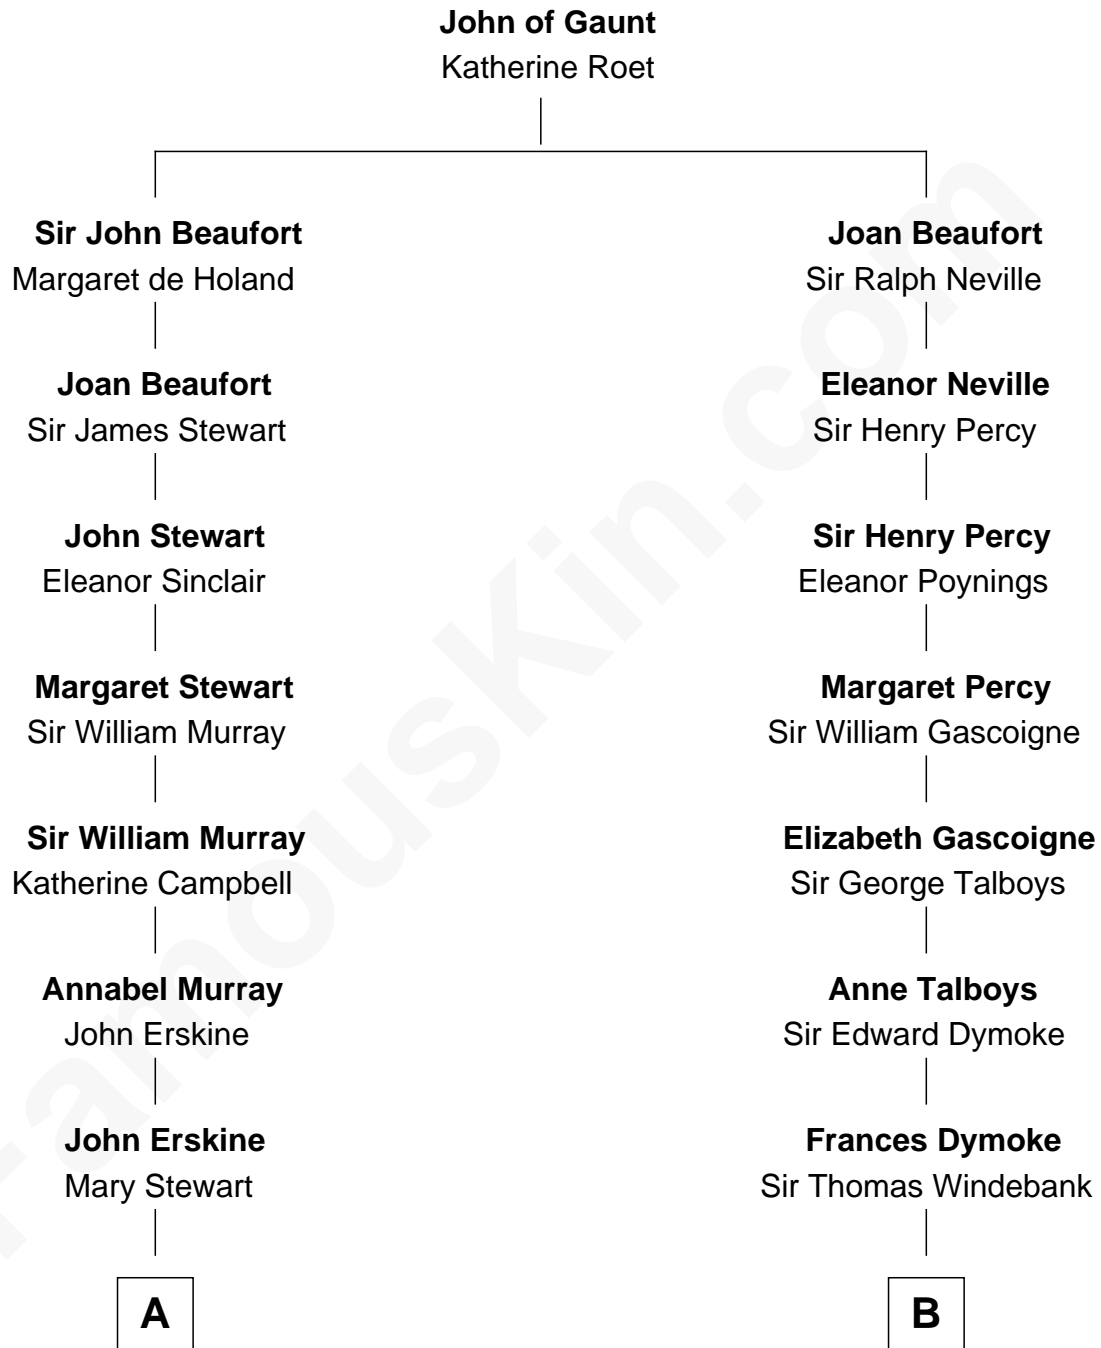 John of Gaunt
Katherine Roet
Sir John Beaufort
Margaret de Holand
Joan Beaufort
Sir James Stewart
John Stewart
Eleanor Sinclair
Margaret Stewart
Sir William Murray
Sir William Murray
Katherine Campbell
Annabel Murray
John Erskine
John Erskine
Mary Stewart
A
Joan Beaufort
Sir Ralph Neville
Eleanor Neville
Sir Henry Percy
Sir Henry Percy
Eleanor Poynings
Margaret Percy
Sir William Gascoigne
Elizabeth Gascoigne
Sir George Talboys
Anne Talboys
Sir Edward Dymoke
Frances Dymoke
Sir Thomas Windebank
B
FamousKin.com